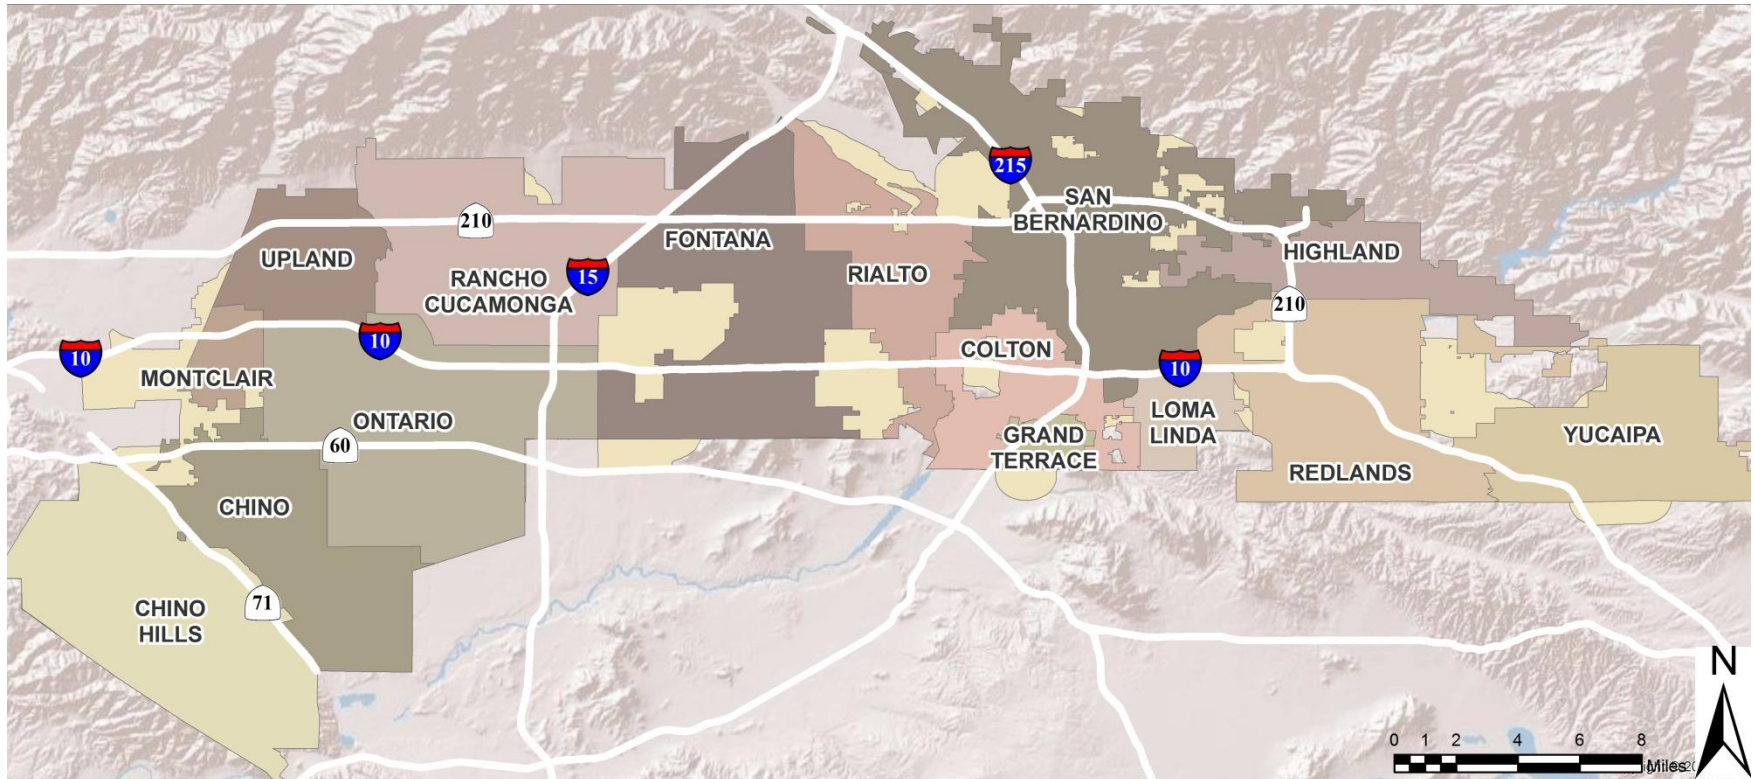 215
SAN
BERNARDINO
210
UPLAND
FONTANA
HIGHLAND
RANCHO
CUCAMONGA
15
RIALTO
210
10
10
COLTON
10
MONTCLAIR
ONTARIO
LOMA
LINDA
60
GRAND
TERRACE
YUCAIPA
REDLANDS
CHINO
71
CHINO
HILLS
N
0 1 2 4 6 8
Miles